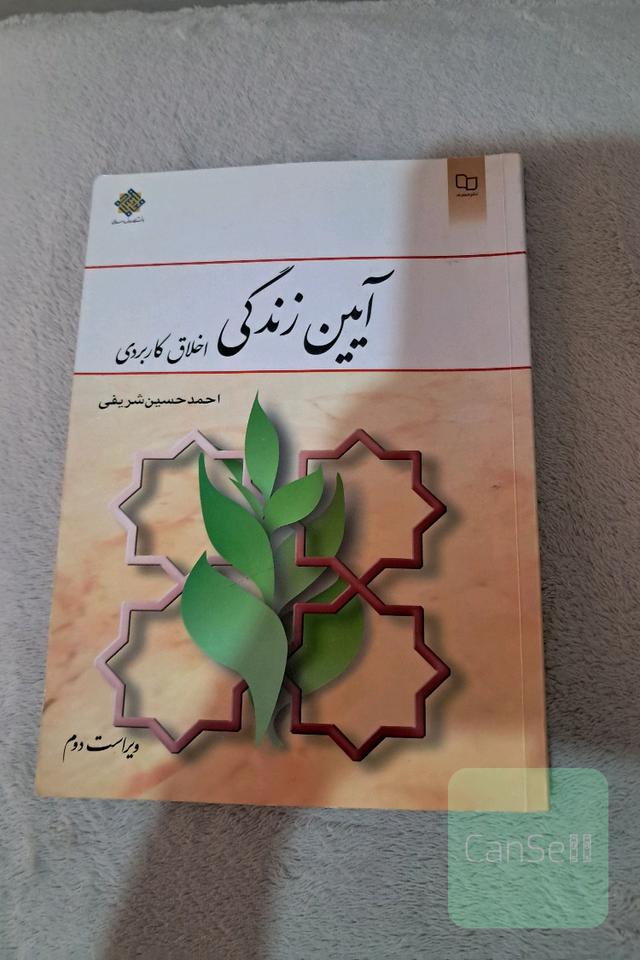 آیین زندگی
اخلاق کاربردی
احمدحسین شریفی
ویراست دوم
CanSell